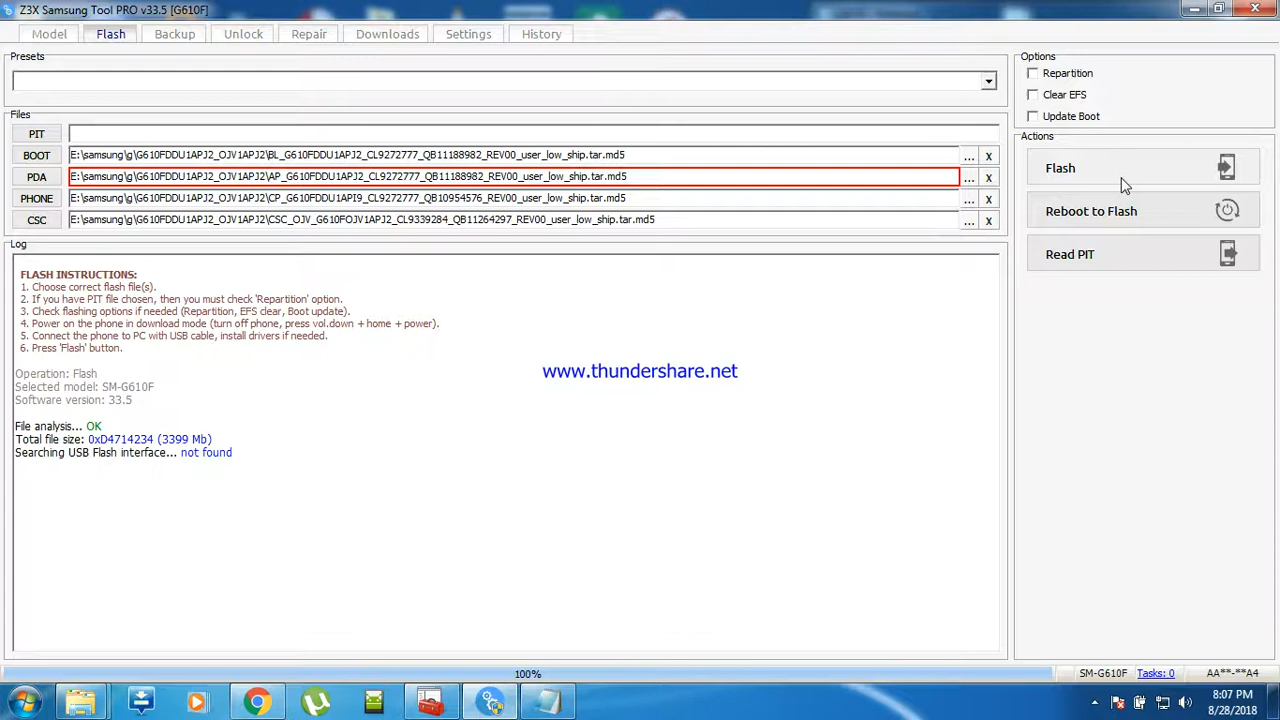 Z3X Samsung Tool PRO v33.5 [G610F]
Model Flash Backup Unlock Repair Downloads Settings History
Presets
Files
PIT
BOOT E:\samsung\g\G610FDDU1APJ2_OJV1APJ2\BL_G610FDDU1APJ2_CL9272777_QB11188982_REV00_user_low_ship.tar.md5 ... x
PDA E:\samsung\g\G610FDDU1APJ2_OJV1APJ2\AP_G610FDDU1APJ2_CL9272777_QB11188982_REV00_user_low_ship.tar.md5 ... x
PHONE E:\samsung\g\G610FDDU1APJ2_OJV1APJ2\CP_G610FDDU1API9_CL9272777_QB10954576_REV00_user_low_ship.tar.md5 ... x
CSC E:\samsung\g\G610FDDU1APJ2_OJV1APJ2\CSC_OJV_G610FOJV1APJ2_CL9339284_QB11264297_REV00_user_low_ship.tar.md5 ... x
Log
FLASH INSTRUCTIONS:
1. Choose correct flash file(s).
2. If you have PIT file chosen, then you must check 'Repartition' option.
3. Check flashing options if needed (Repartition, EFS clear, Boot update).
4. Power on the phone in download mode (turn off phone, press vol.down + home + power).
5. Connect the phone to PC with USB cable, install drivers if needed.
6. Press 'Flash' button.
Operation: Flash
Selected model: SM-G610F
Software version: 33.5
File analysis... OK
Total file size: 0xD4714234 (3399 Mb)
Searching USB Flash interface... not found
www.thundershare.net
Options
Repartition
Clear EFS
Update Boot
Actions
Flash
Reboot to Flash
Read PIT
100%
SM-G610F Tasks: 0 AA**-**A4
8:07 PM
8/28/2018